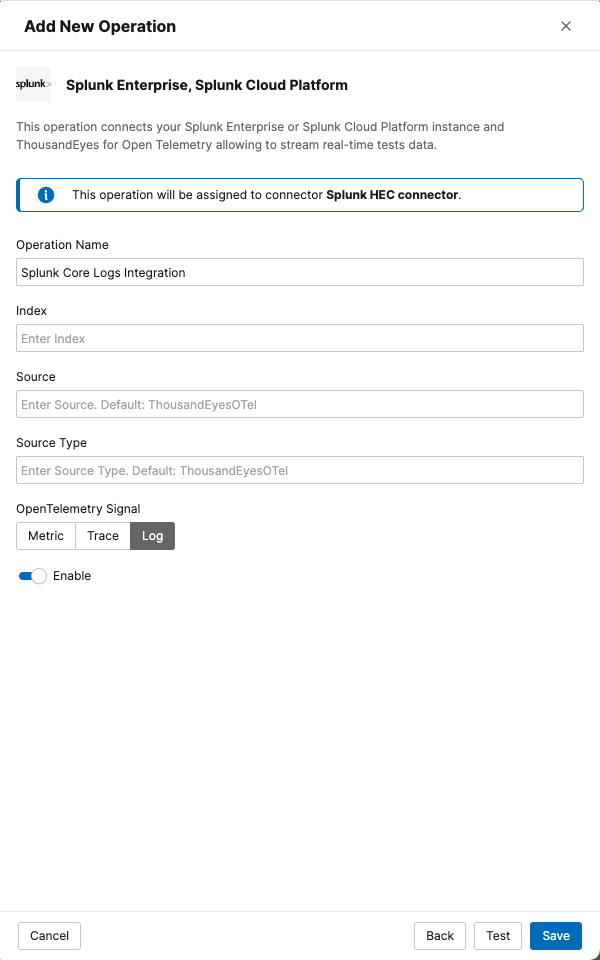 Add New Operation
splunk>
Splunk Enterprise, Splunk Cloud Platform
This operation connects your Splunk Enterprise or Splunk Cloud Platform instance and
ThousandEyes for Open Telemetry allowing to stream real-time tests data.
This operation will be assigned to connector Splunk HEC connector.
Operation Name
Splunk Core Logs Integration
Index
Enter Index
Source
Enter Source. Default: ThousandEyesOTel
Source Type
Enter Source Type. Default: ThousandEyesOTel
OpenTelemetry Signal
Metric Trace Log
Enable
Cancel Back Test Save